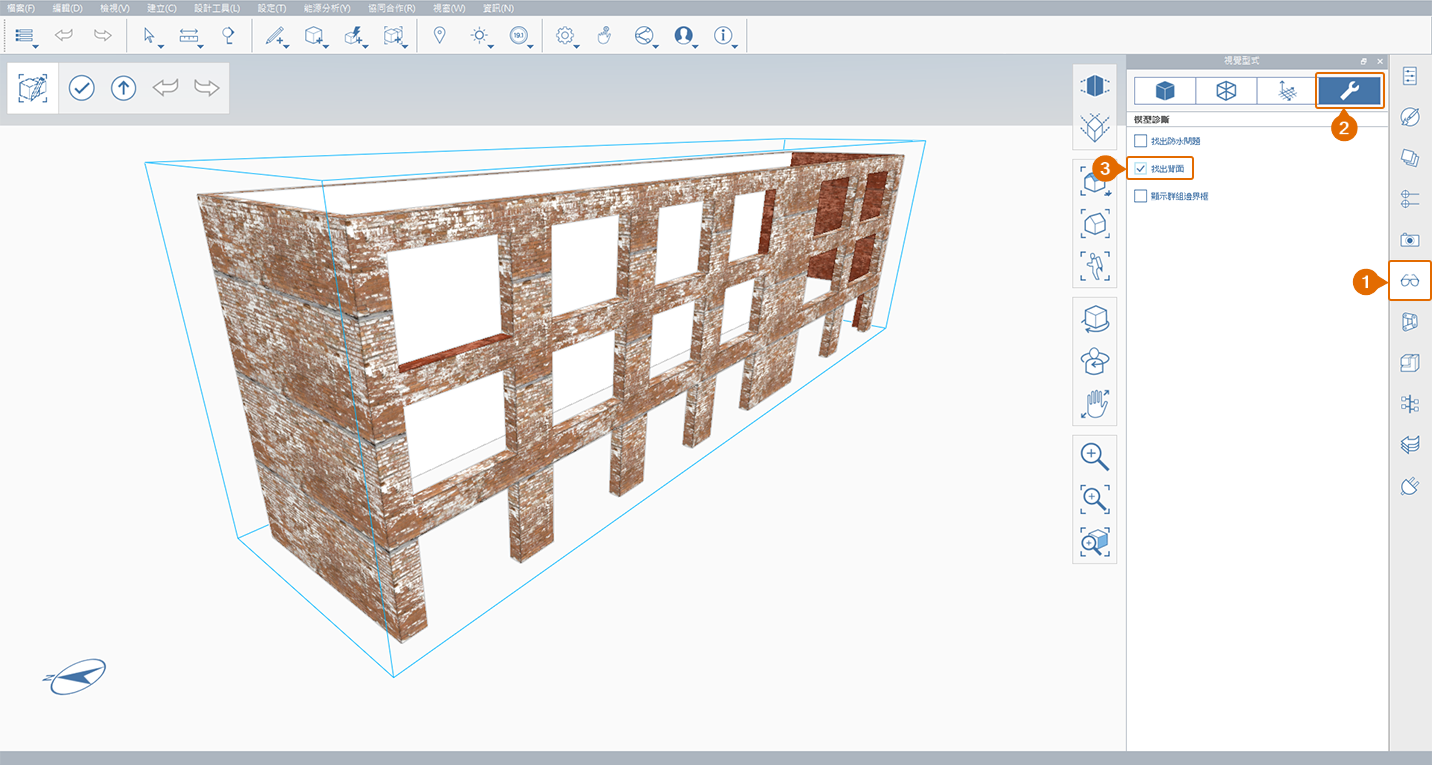 檔案(F) 編輯(D) 檢視(V) 建立(C) 設計工具(L) 設定(T) 能源分析(Y) 協同合作(R) 視窗(W) 資訊(N)
19.1
視覺型式
2
模型診斷
找出防水問題
3
找出背面
顯示群組邊界框
1
N